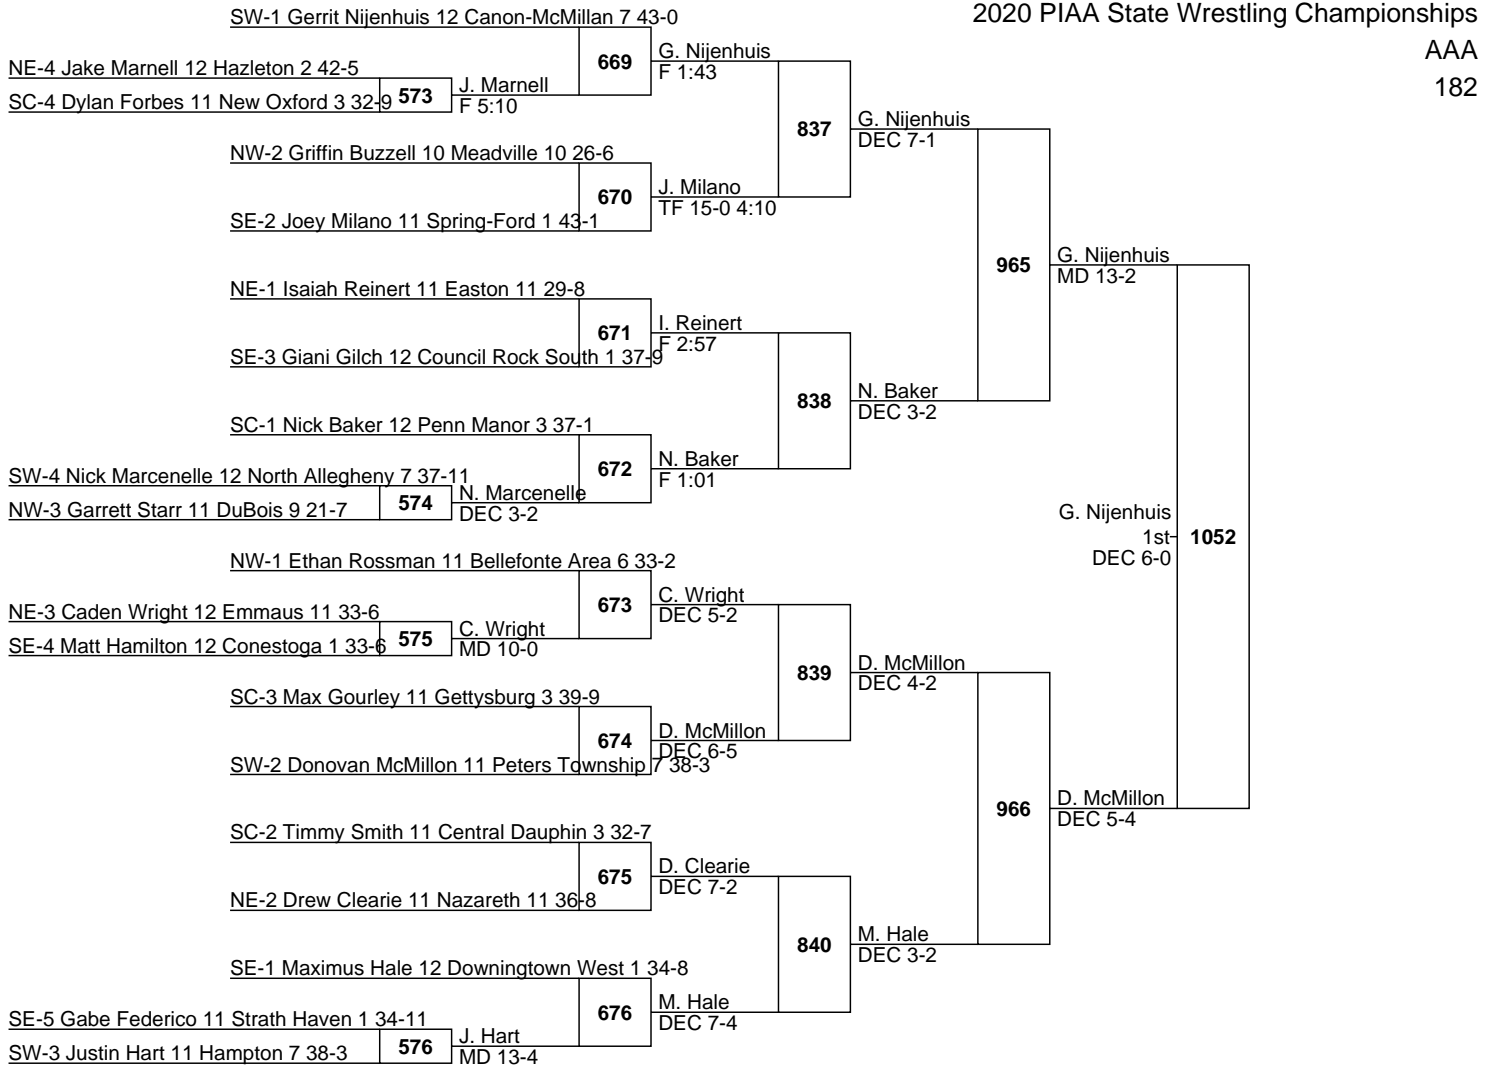 2020 PIAA State Wrestling Championships
AAA
182
SW-1 Gerrit Nijenhuis 12 Canon-McMillan 7 43-0
669
G. Nijenhuis
F 1:43
NE-4 Jake Marnell 12 Hazleton 2 42-5
573
J. Marnell
F 5:10
SC-4 Dylan Forbes 11 New Oxford 3 32-9
837
G. Nijenhuis
DEC 7-1
NW-2 Griffin Buzzell 10 Meadville 10 26-6
670
J. Milano
TF 15-0 4:10
SE-2 Joey Milano 11 Spring-Ford 1 43-1
965
G. Nijenhuis
MD 13-2
NE-1 Isaiah Reinert 11 Easton 11 29-8
671
I. Reinert
F 2:57
SE-3 Giani Gilch 12 Council Rock South 1 37-9
838
N. Baker
DEC 3-2
SC-1 Nick Baker 12 Penn Manor 3 37-1
672
N. Baker
F 1:01
SW-4 Nick Marcenelle 12 North Allegheny 7 37-11
574
N. Marcenelle
DEC 3-2
NW-3 Garrett Starr 11 DuBois 9 21-7
G. Nijenhuis
1st
DEC 6-0
1052
NW-1 Ethan Rossman 11 Bellefonte Area 6 33-2
673
C. Wright
DEC 5-2
NE-3 Caden Wright 12 Emmaus 11 33-6
575
C. Wright
MD 10-0
SE-4 Matt Hamilton 12 Conestoga 1 33-6
839
D. McMillon
DEC 4-2
SC-3 Max Gourley 11 Gettysburg 3 39-9
674
D. McMillon
DEC 6-5
SW-2 Donovan McMillon 11 Peters Township 7 38-3
966
D. McMillon
DEC 5-4
SC-2 Timmy Smith 11 Central Dauphin 3 32-7
675
D. Clearie
DEC 7-2
NE-2 Drew Clearie 11 Nazareth 11 36-8
840
M. Hale
DEC 3-2
SE-1 Maximus Hale 12 Downingtown West 1 34-8
676
M. Hale
DEC 7-4
SE-5 Gabe Federico 11 Strath Haven 1 34-11
576
J. Hart
MD 13-4
SW-3 Justin Hart 11 Hampton 7 38-3